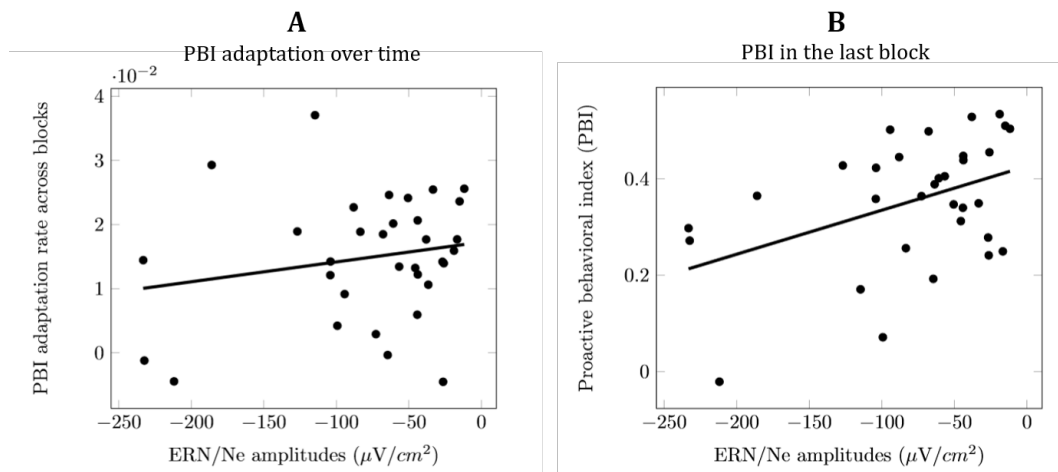 A
PBI adaptation over time
·10⁻²
4
3
2
1
0
PBI adaptation rate across blocks
−250 −200 −150 −100 −50 0
ERN/Ne amplitudes (μV/cm²)
B
PBI in the last block
0.4
0.2
0
Proactive behavioral index (PBI)
−250 −200 −150 −100 −50 0
ERN/Ne amplitudes (μV/cm²)